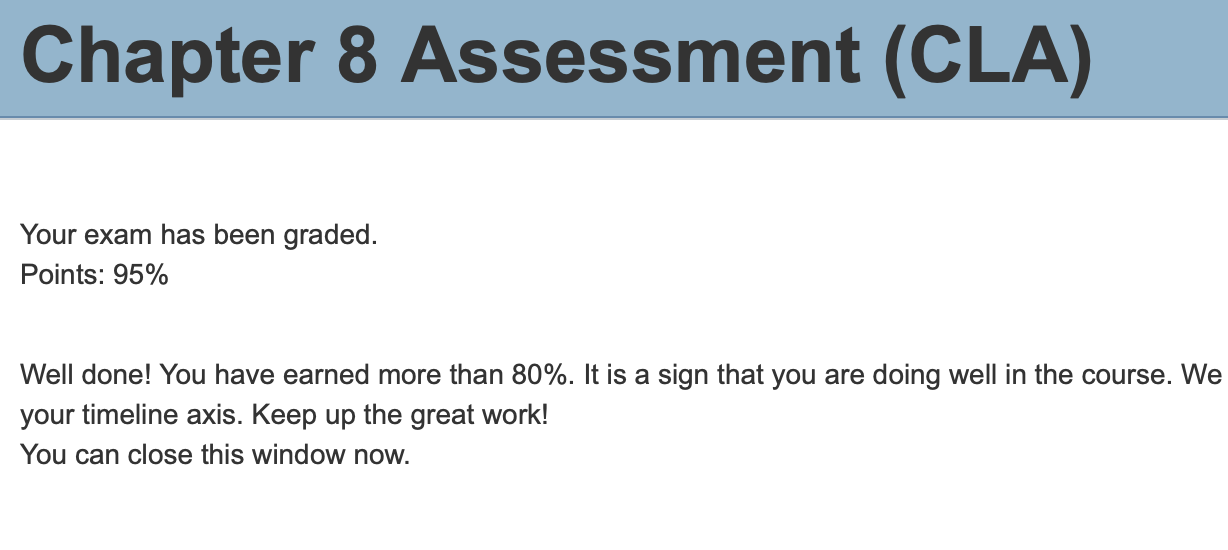 Chapter 8 Assessment (CLA)
Your exam has been graded.
Points: 95%
Well done! You have earned more than 80%. It is a sign that you are doing well in the course. We
your timeline axis. Keep up the great work!
You can close this window now.